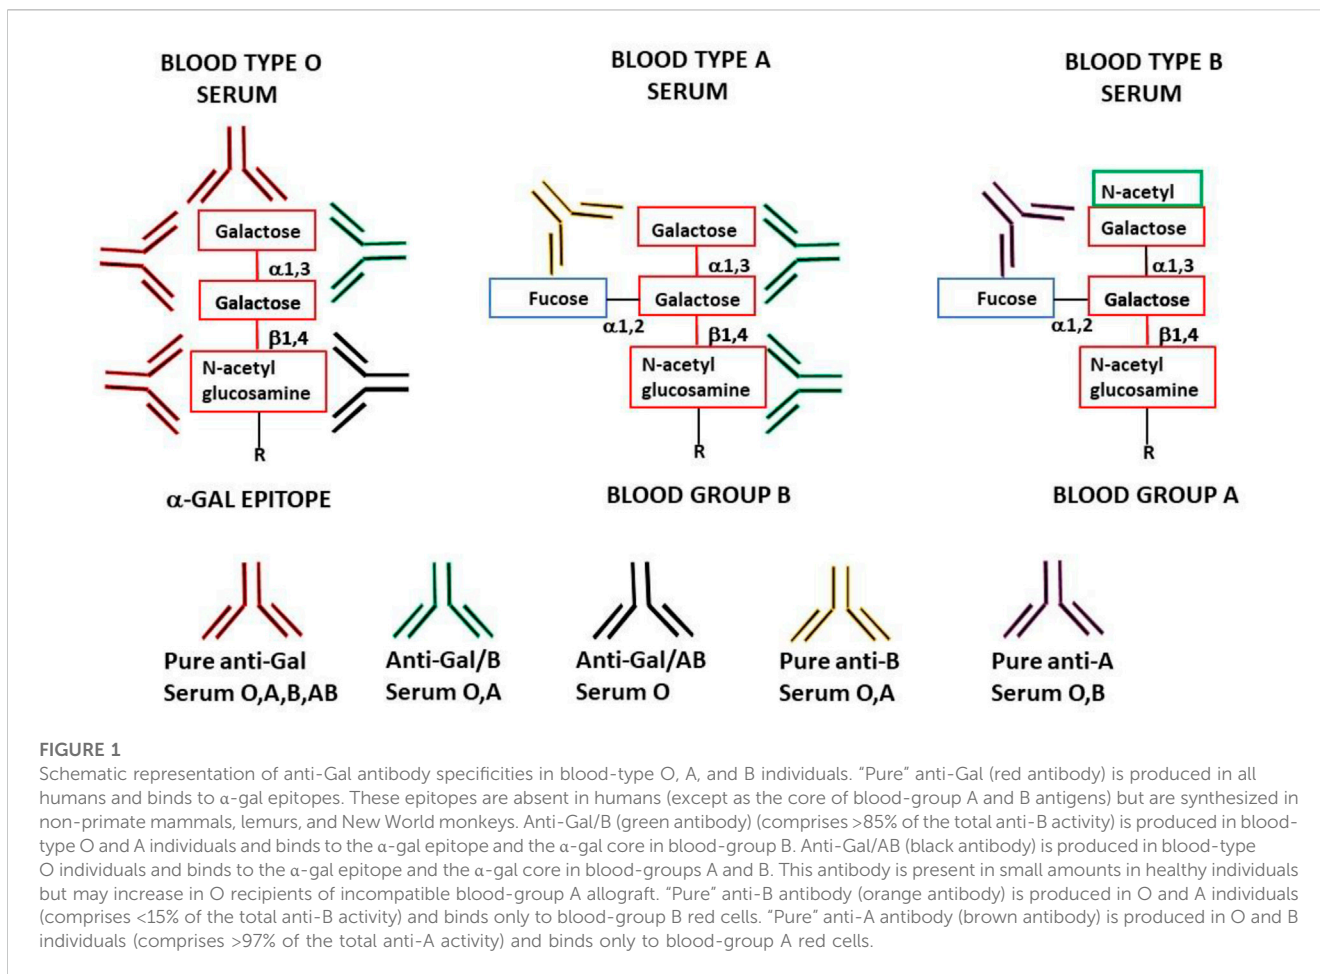 BLOOD TYPE O
SERUM
Galactose
α1,3
Galactose
β1,4
N-acetyl
glucosamine
R
α-GAL EPITOPE
BLOOD TYPE A
SERUM
Galactose
α1,3
Fucose
Galactose
α1,2
β1,4
N-acetyl
glucosamine
R
BLOOD GROUP B
BLOOD TYPE B
SERUM
N-acetyl
Galactose
α1,3
Fucose
Galactose
α1,2
β1,4
N-acetyl
glucosamine
R
BLOOD GROUP A
Pure anti-Gal
Serum O,A,B,AB
Anti-Gal/B
Serum O,A
Anti-Gal/AB
Serum O
Pure anti-B
Serum O,A
Pure anti-A
Serum O,B
FIGURE 1
Schematic representation of anti-Gal antibody specificities in blood-type O, A, and B individuals. “Pure” anti-Gal (red antibody) is produced in all
humans and binds to α-gal epitopes. These epitopes are absent in humans (except as the core of blood-group A and B antigens) but are synthesized in
non-primate mammals, lemurs, and New World monkeys. Anti-Gal/B (green antibody) (comprises >85% of the total anti-B activity) is produced in blood-
type O and A individuals and binds to the α-gal epitope and the α-gal core in blood-group B. Anti-Gal/AB (black antibody) is produced in blood-type
O individuals and binds to the α-gal epitope and the α-gal core in blood-groups A and B. This antibody is present in small amounts in healthy individuals
but may increase in O recipients of incompatible blood-group A allograft. “Pure” anti-B antibody (orange antibody) is produced in O and A individuals
(comprises <15% of the total anti-B activity) and binds only to blood-group B red cells. “Pure” anti-A antibody (brown antibody) is produced in O and B
individuals (comprises >97% of the total anti-A activity) and binds only to blood-group A red cells.